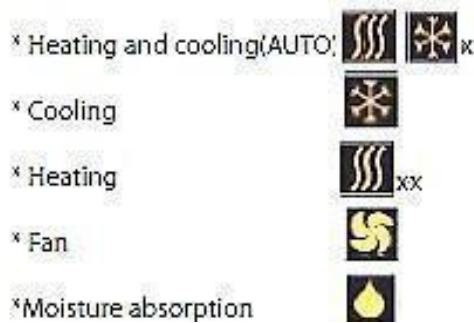 * Heating and cooling(AUTO) x
* Cooling
* Heating xx
* Fan
*Moisture absorption